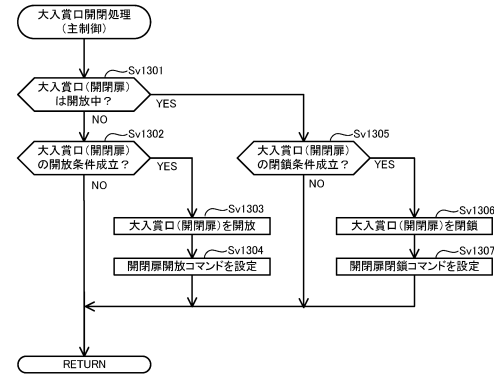 大入賞口開閉処理
(主制御)
Sv1301
大入賞口(開閉扉)
は開放中?
YES
NO
Sv1302
大入賞口(開閉扉)
の開放条件成立?
YES
NO
Sv1305
大入賞口(開閉扉)
の閉鎖条件成立?
YES
NO
Sv1303
大入賞口(開閉扉)を開放
Sv1304
開閉扉開放コマンドを設定
Sv1306
大入賞口(開閉扉)を閉鎖
Sv1307
開閉扉閉鎖コマンドを設定
RETURN